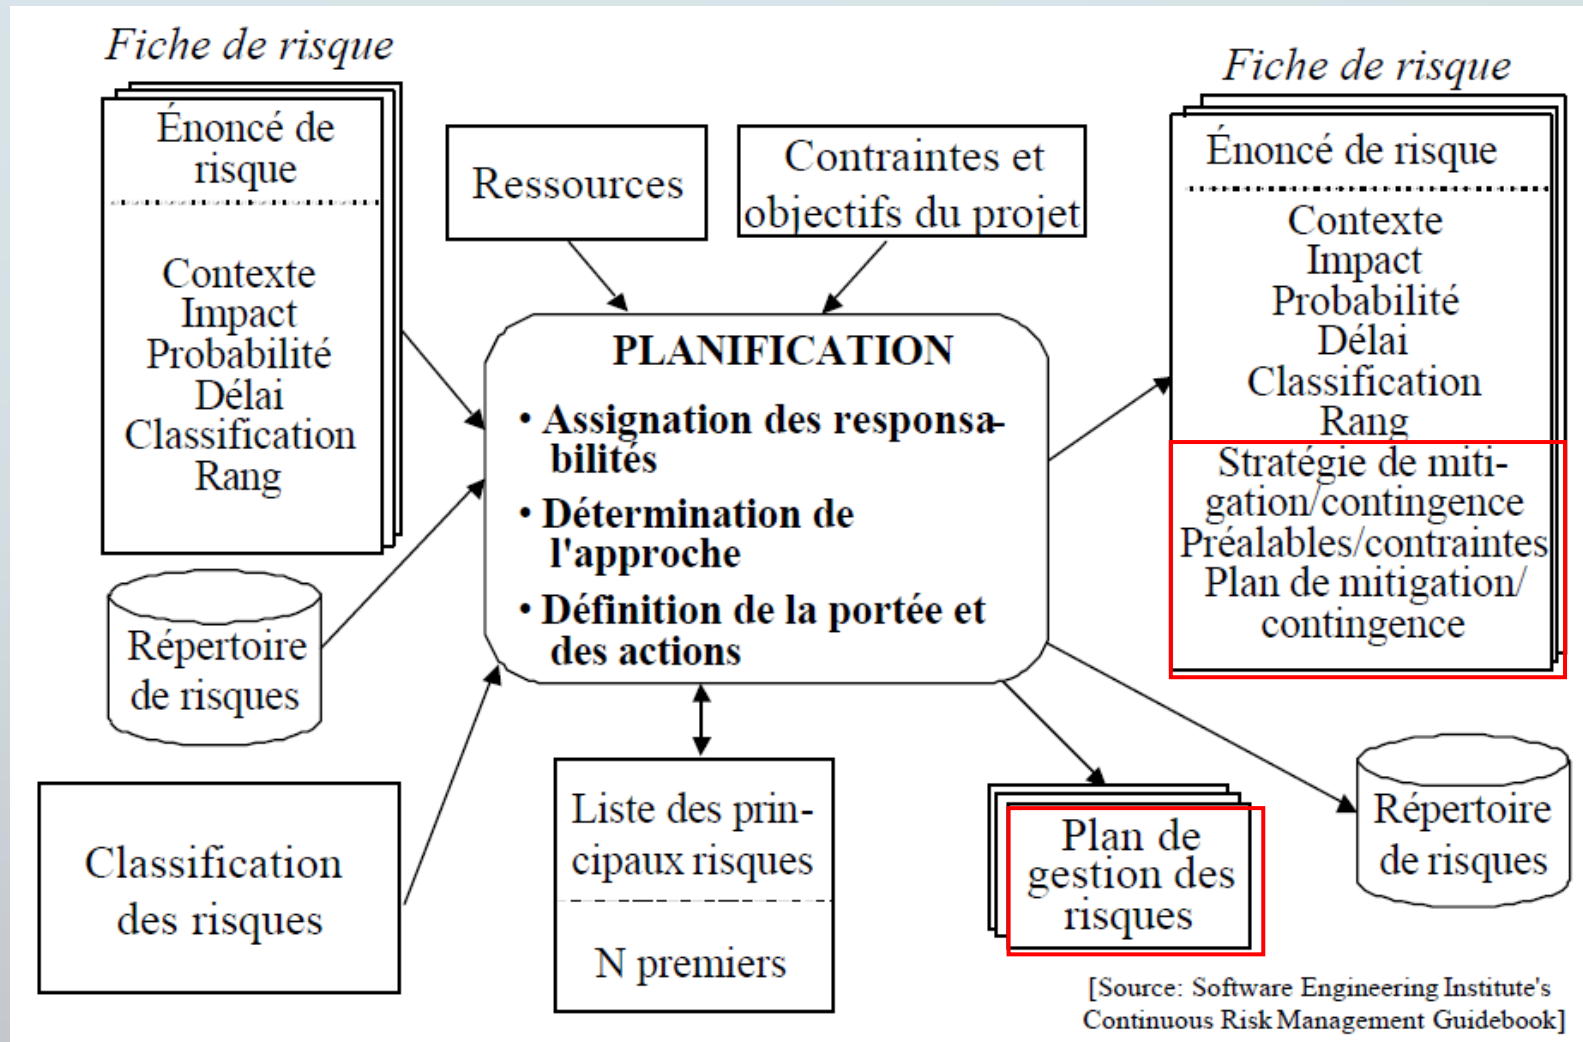 Fiche de risque
Énoncé de
risque
Contexte
Impact
Probabilité
Délai
Classification
Rang
Répertoire
de risques
Classification
des risques
Ressources
Contraintes et
objectifs du projet
PLANIFICATION
• Assignation des responsa-
bilités
• Détermination de
l'approche
• Définition de la portée et
des actions
Liste des prin-
cipaux risques
N premiers
Fiche de risque
Énoncé de risque
Contexte
Impact
Probabilité
Délai
Classification
Rang
Stratégie de miti-
gation/contingence
Préalables/contraintes
Plan de mitigation/
contingence
Plan de
gestion des
risques
Répertoire
de risques
[Source: Software Engineering Institute's
Continuous Risk Management Guidebook]